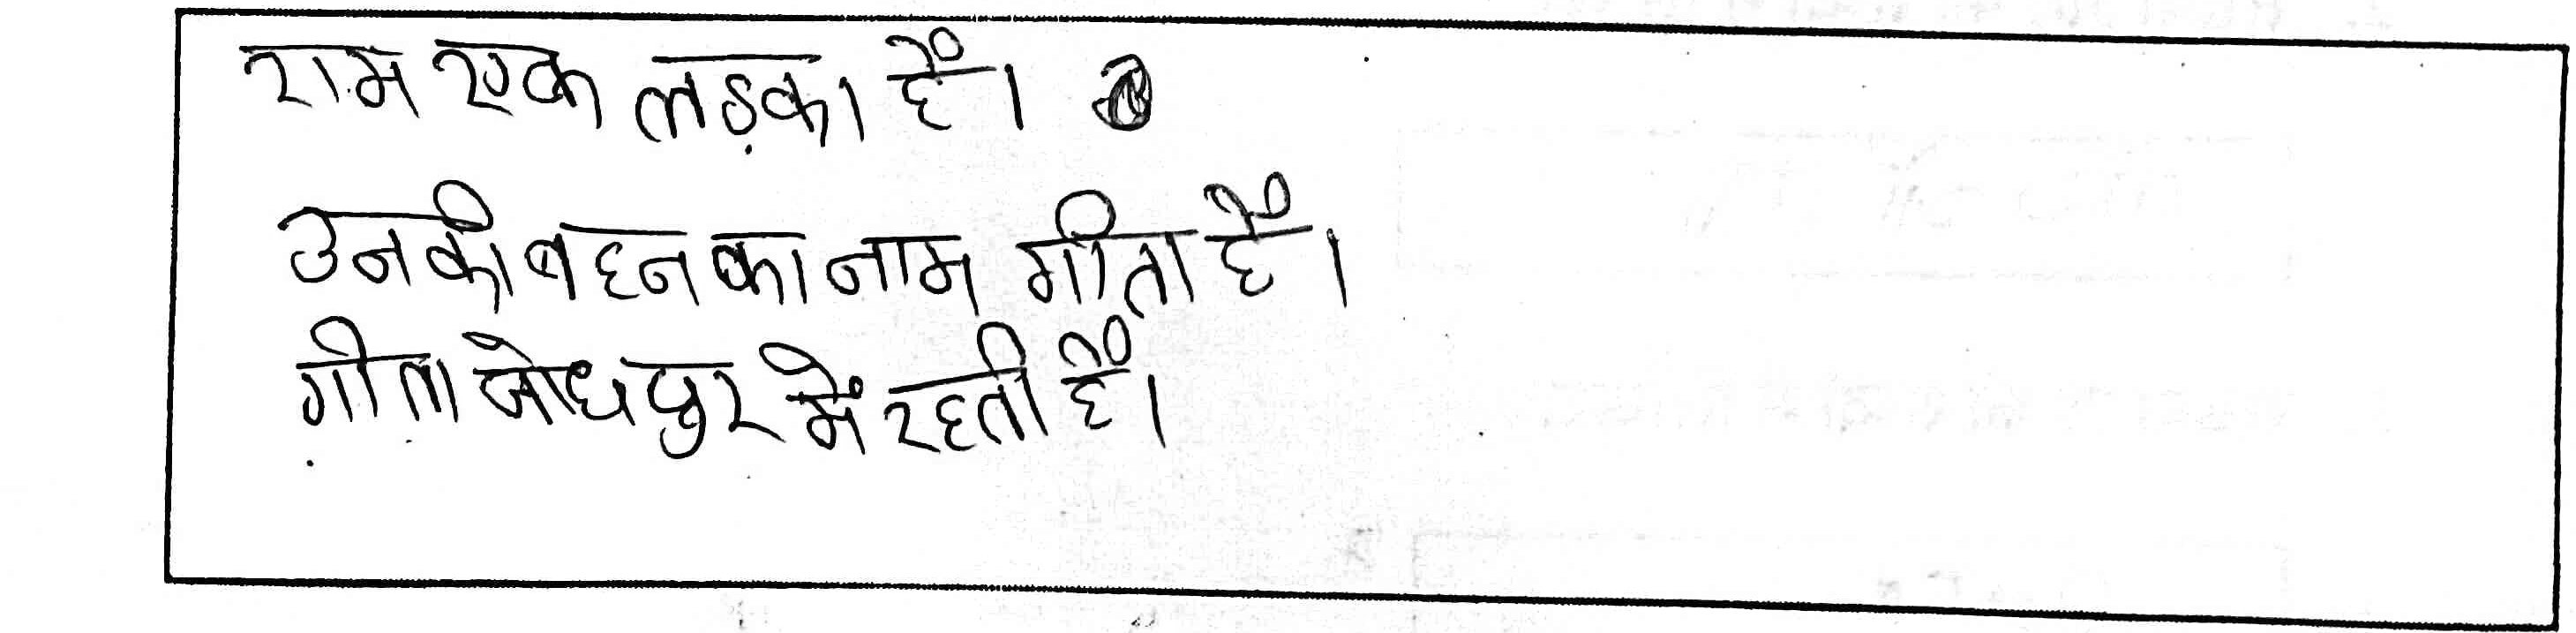 राम एक लड़का हैं।
उनकी बहन का नाम गीता हैं।
गीता जोधपुर में रहती हैं।